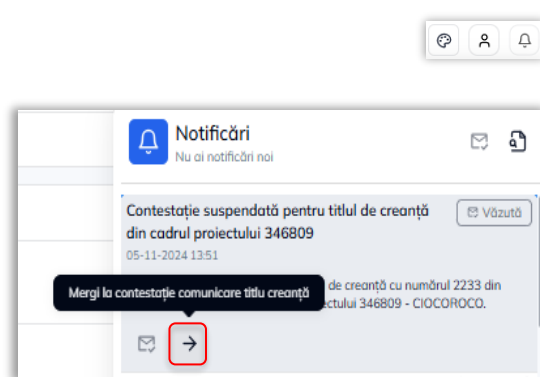 Notificări
Nu ai notificări noi
Contestație suspendată pentru titlul de creanță
din cadrul proiectului 346809
Văzută
05-11-2024 13:51
Mergi la contestație comunicare titlu creanță
de creanță cu numărul 2233 din
ectului 346809 - CIOCOROCO.